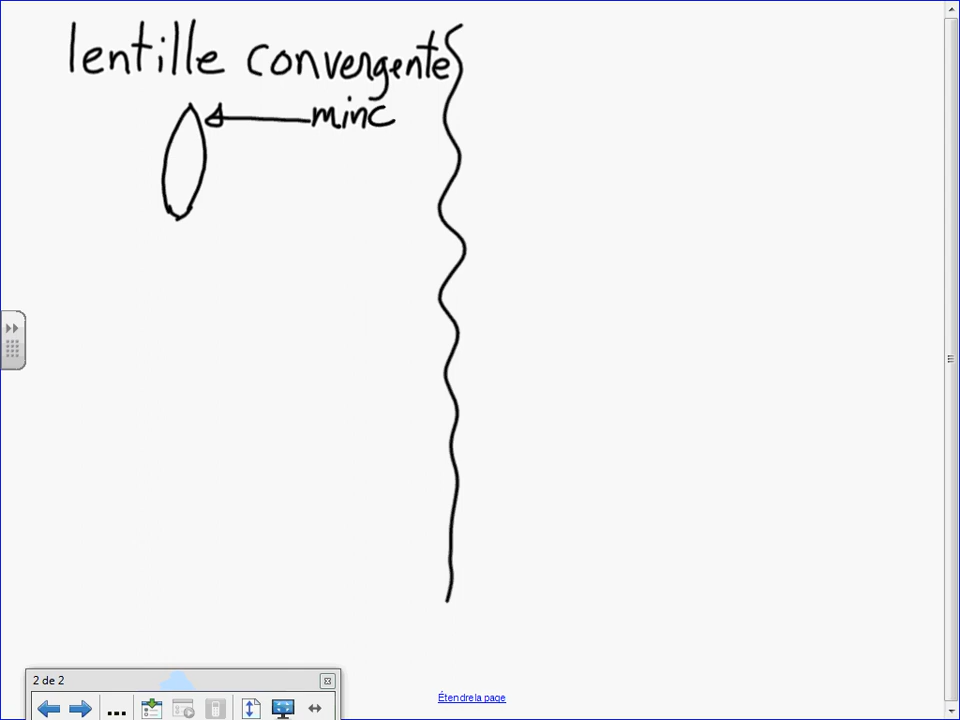 lentille convergente
minc
2 de 2
Étendre la page